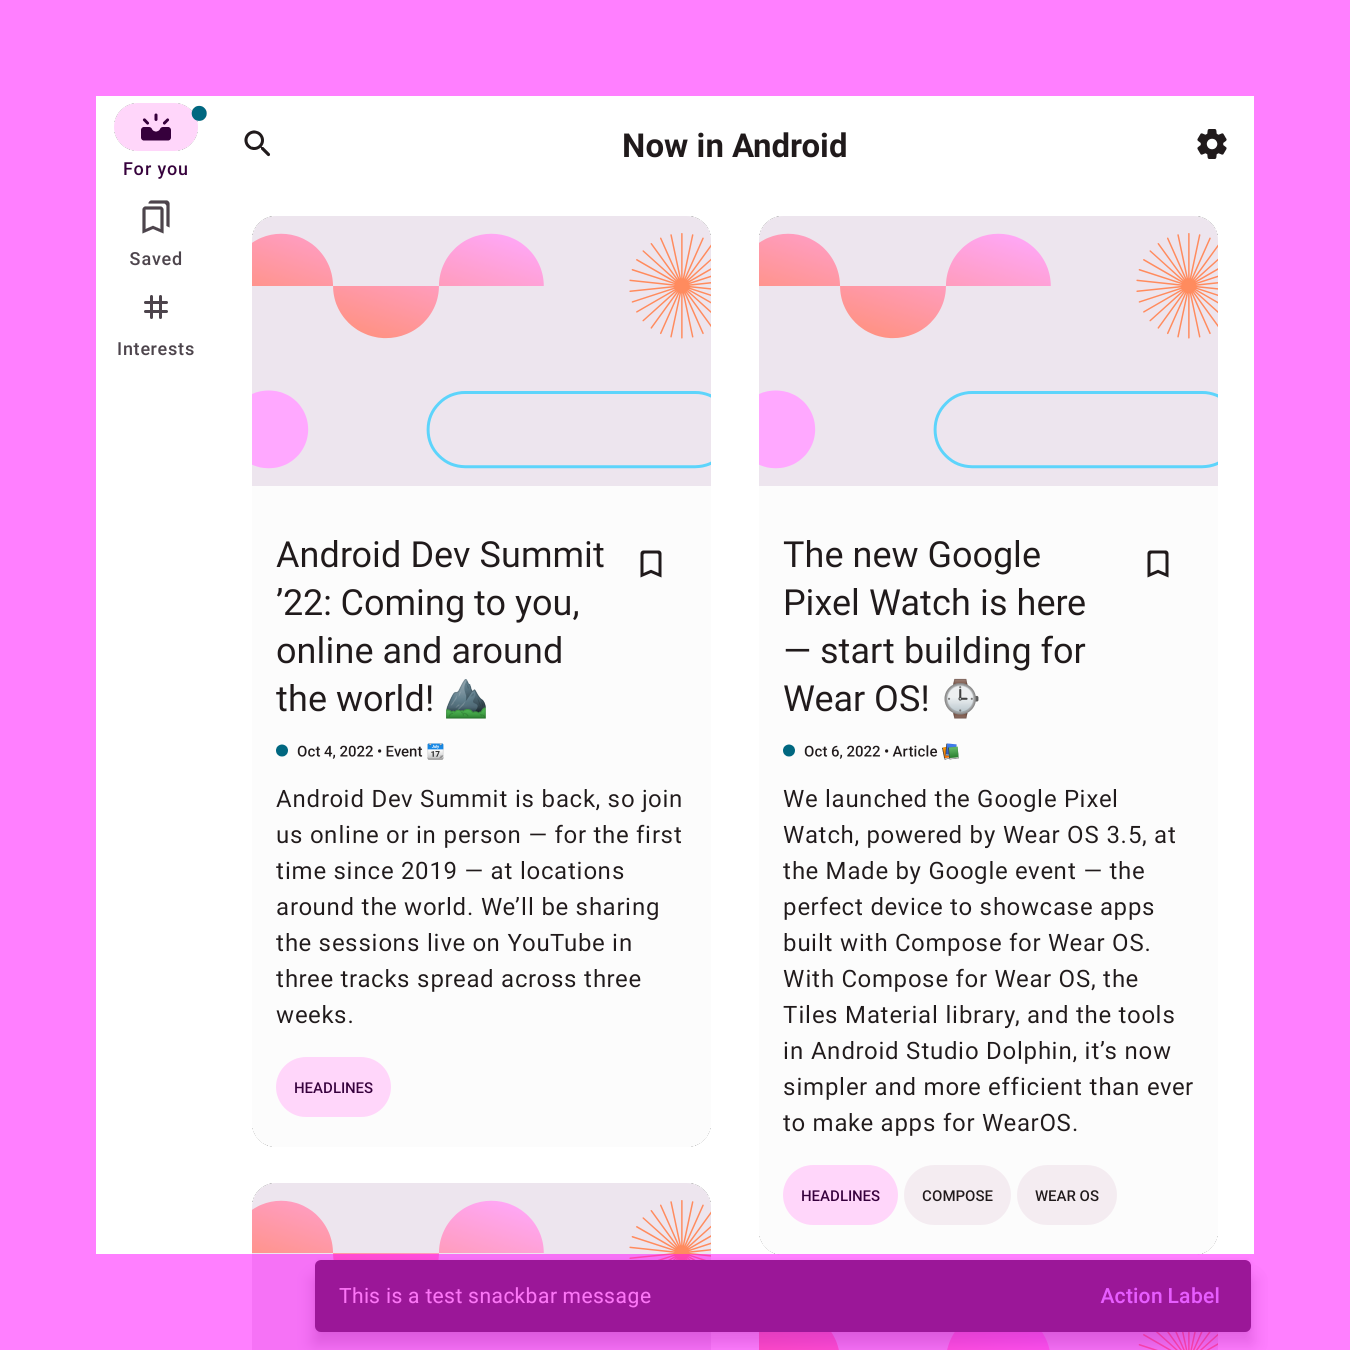 Now in Android
For you
Saved
Interests
Android Dev Summit
’22: Coming to you,
online and around
the world! ⛰️
Oct 4, 2022 • Event 📆
Android Dev Summit is back, so join
us online or in person — for the first
time since 2019 — at locations
around the world. We’ll be sharing
the sessions live on YouTube in
three tracks spread across three
weeks.
HEADLINES
The new Google
Pixel Watch is here
— start building for
Wear OS! ⌚
Oct 6, 2022 • Article 📚
We launched the Google Pixel
Watch, powered by Wear OS 3.5, at
the Made by Google event — the
perfect device to showcase apps
built with Compose for Wear OS.
With Compose for Wear OS, the
Tiles Material library, and the tools
in Android Studio Dolphin, it’s now
simpler and more efficient than ever
to make apps for WearOS.
HEADLINES COMPOSE WEAR OS
This is a test snackbar message Action Label